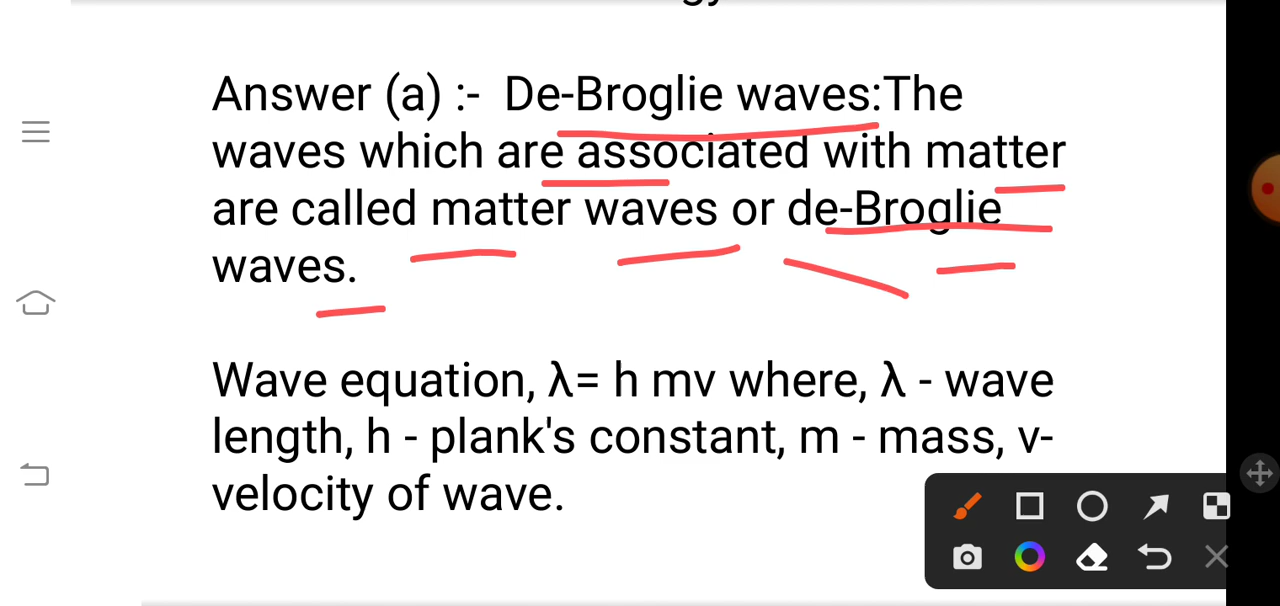 Answer (a) :- De-Broglie waves:The
waves which are associated with matter
are called matter waves or de-Broglie
waves.
Wave equation, λ= h mv where, λ - wave
length, h - plank's constant, m - mass, v-
velocity of wave.